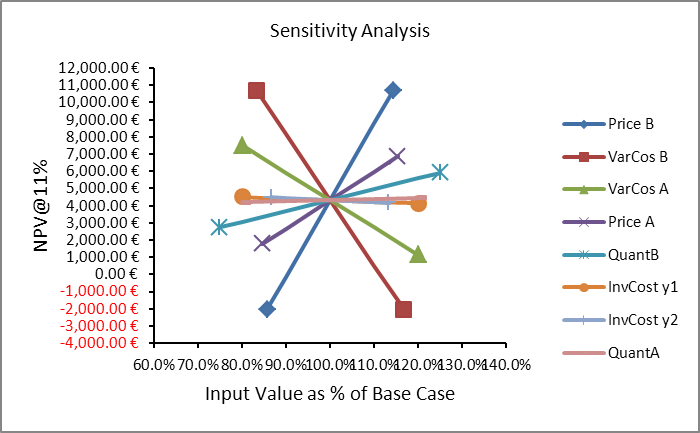 Sensitivity Analysis
12,000.00 €
11,000.00 €
10,000.00 €
9,000.00 €
8,000.00 €
7,000.00 €
6,000.00 €
5,000.00 €
4,000.00 €
3,000.00 €
2,000.00 €
1,000.00 €
0.00 €
-1,000.00 €
-2,000.00 €
-3,000.00 €
-4,000.00 €
NPV@11%
60.0% 70.0% 80.0% 90.0% 100.0% 110.0% 120.0% 130.0% 140.0%
Input Value as % of Base Case
Price B
VarCos B
VarCos A
Price A
QuantB
InvCost y1
InvCost y2
QuantA